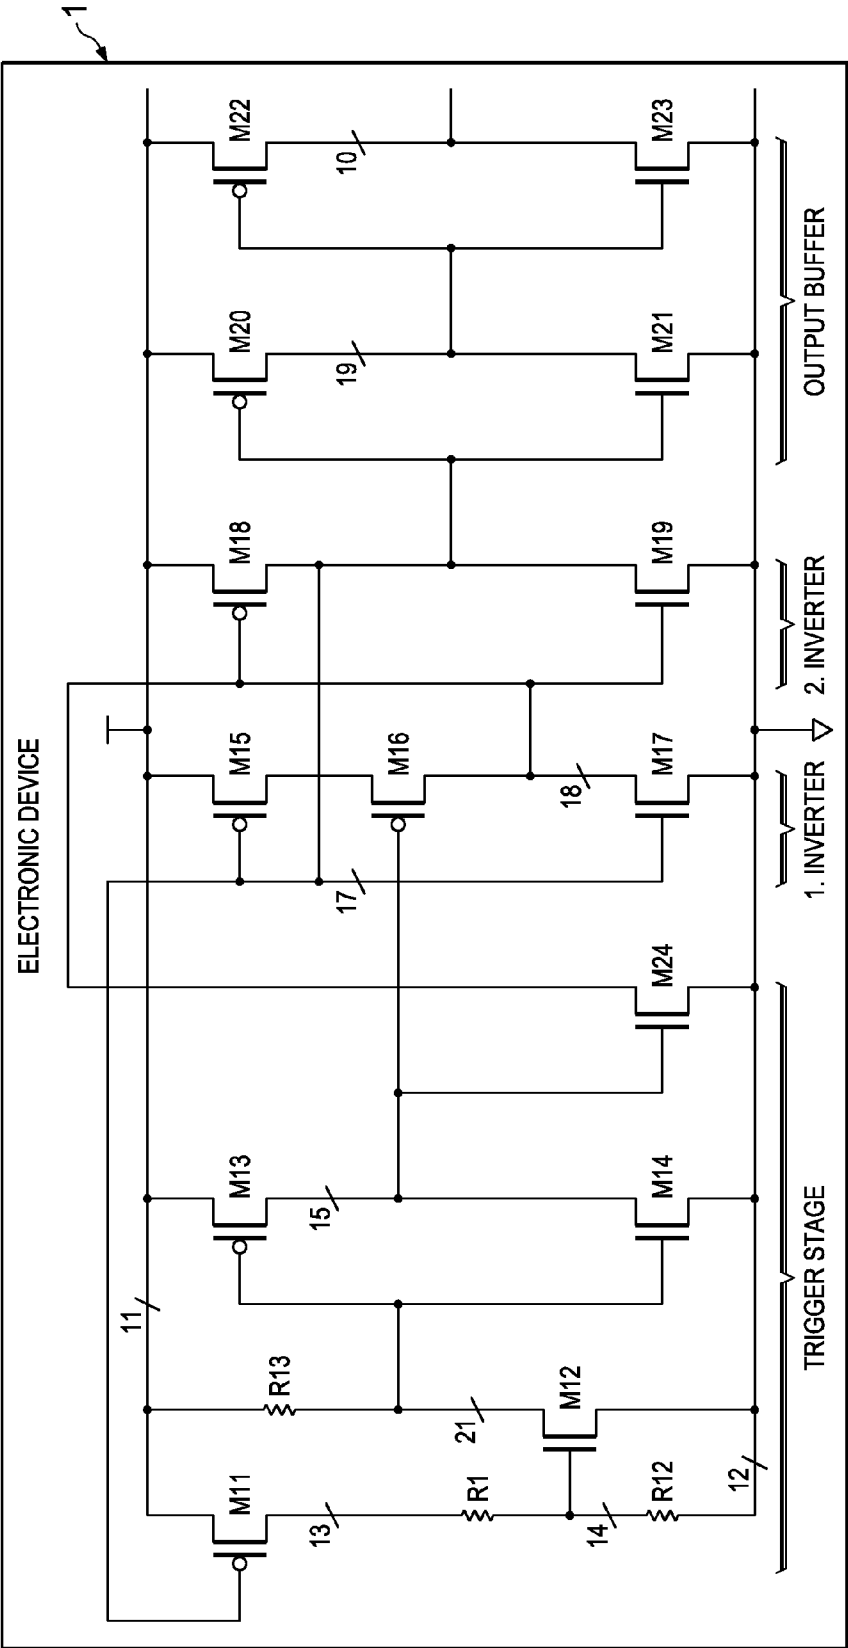 1
ELECTRONIC DEVICE
11
M11
13
R1
14
R12
12
R13
21
M12
M13
15
M14
M24
17
M15
M16
18
M17
M18
M19
M20
19
M21
M22
10
M23
TRIGGER STAGE
1. INVERTER
2. INVERTER
OUTPUT BUFFER